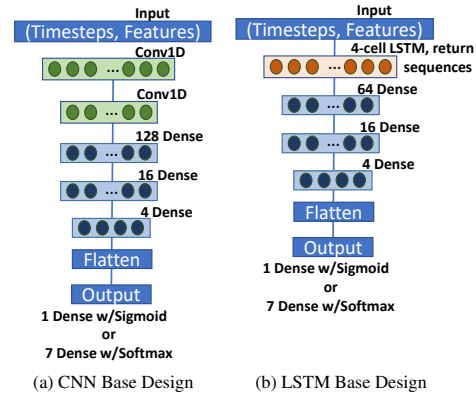 Input
(Timesteps, Features)
Conv1D
...
Conv1D
...
128 Dense
...
16 Dense
...
4 Dense
Flatten
Output
1 Dense w/Sigmoid
or
7 Dense w/Softmax
(a) CNN Base Design
Input
(Timesteps, Features)
4-cell LSTM, return
sequences
...
64 Dense
...
16 Dense
...
4 Dense
Flatten
Output
1 Dense w/Sigmoid
or
7 Dense w/Softmax
(b) LSTM Base Design